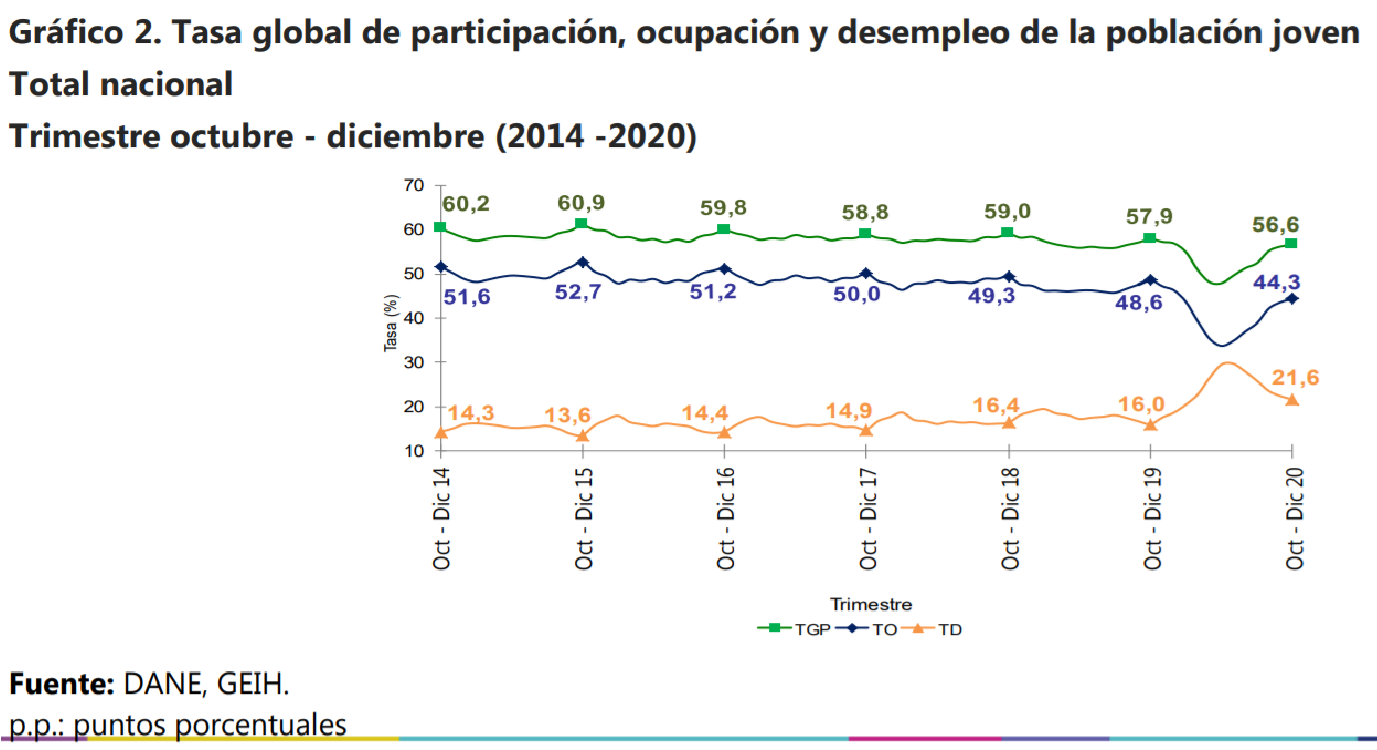 Gráfico 2. Tasa global de participación, ocupación y desempleo de la población joven
Total nacional
Trimestre octubre - diciembre (2014 -2020)
Tasa (%)
70
60
50
40
30
20
10
60,2
60,9
59,8
58,8
59,0
57,9
56,6
51,6
52,7
51,2
50,0
49,3
48,6
44,3
14,3
13,6
14,4
14,9
16,4
16,0
21,6
Oct - Dic 14
Oct - Dic 15
Oct - Dic 16
Oct - Dic 17
Oct - Dic 18
Oct - Dic 19
Oct - Dic 20
Trimestre
TGP TO TD
Fuente: DANE, GEIH.
p.p.: puntos porcentuales